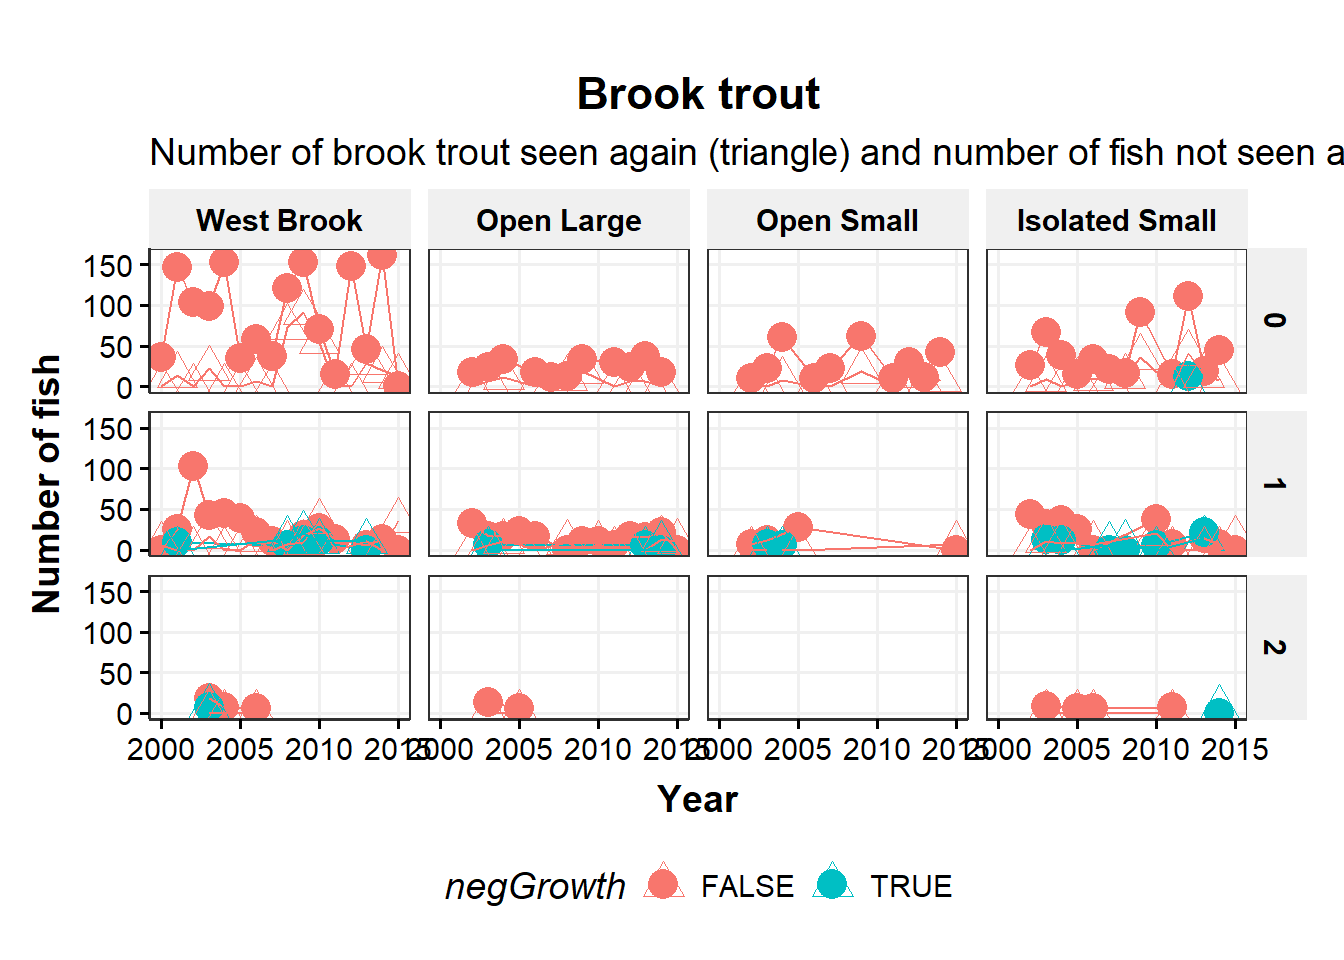 Brook trout
Number of brook trout seen again (triangle) and number of fish not seen a
West Brook Open Large Open Small Isolated Small
150
100
50
0
0
150
100
50
0
1
150
100
50
0
2
2000 2005 2010 2015 2000 2005 2010 2015 2000 2005 2010 2015 2000 2005 2010 2015
Number of fish
Year
negGrowth FALSE TRUE